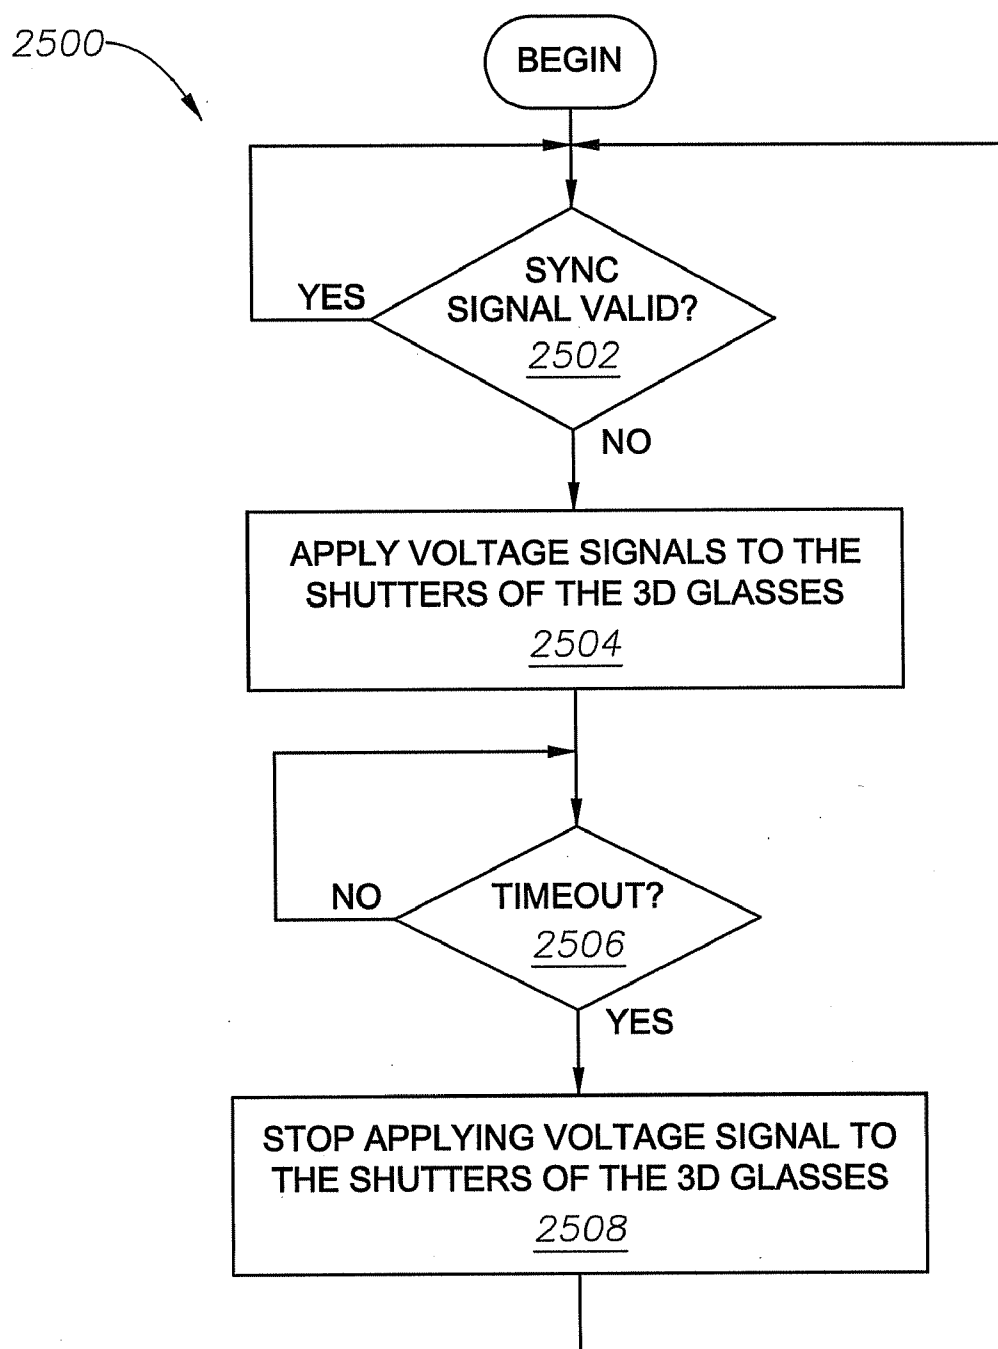 2500
BEGIN
SYNC
SIGNAL VALID?
2502
YES
NO
APPLY VOLTAGE SIGNALS TO THE
SHUTTERS OF THE 3D GLASSES
2504
TIMEOUT?
2506
NO
YES
STOP APPLYING VOLTAGE SIGNAL TO
THE SHUTTERS OF THE 3D GLASSES
2508